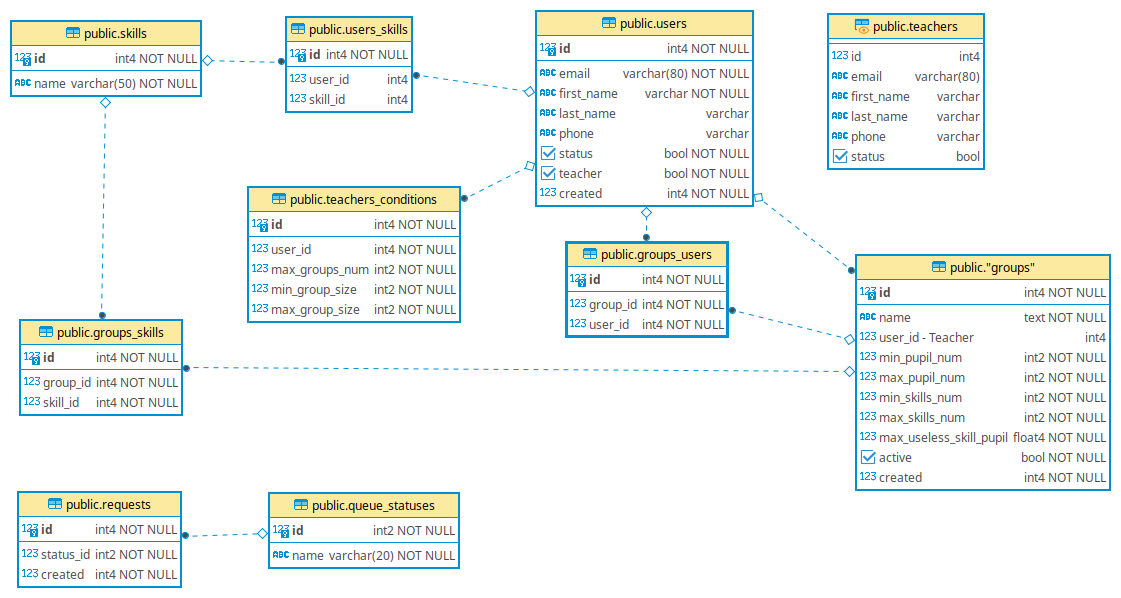 public.skills
123 id int4 NOT NULL
ABC name varchar(50) NOT NULL
public.users_skills
123 id int4 NOT NULL
123 user_id int4
123 skill_id int4
public.users
123 id int4 NOT NULL
ABC email varchar(80) NOT NULL
ABC first_name varchar NOT NULL
ABC last_name varchar
ABC phone varchar
status bool NOT NULL
teacher bool NOT NULL
123 created int4 NOT NULL
public.teachers
123 id int4
ABC email varchar(80)
ABC first_name varchar
ABC last_name varchar
ABC phone varchar
status bool
public.teachers_conditions
123 id int4 NOT NULL
123 user_id int4 NOT NULL
123 max_groups_num int2 NOT NULL
123 min_group_size int2 NOT NULL
123 max_group_size int2 NOT NULL
public.groups_users
123 id int4 NOT NULL
123 group_id int4 NOT NULL
123 user_id int4 NOT NULL
public."groups"
123 id int4 NOT NULL
ABC name text NOT NULL
123 user_id - Teacher int4
123 min_pupil_num int2 NOT NULL
123 max_pupil_num int2 NOT NULL
123 min_skills_num int2 NOT NULL
123 max_skills_num int2 NOT NULL
123 max_useless_skill_pupil float4 NOT NULL
active bool NOT NULL
123 created int4 NOT NULL
public.groups_skills
123 id int4 NOT NULL
123 group_id int4 NOT NULL
123 skill_id int4 NOT NULL
public.requests
123 id int4 NOT NULL
123 status_id int2 NOT NULL
123 created int4 NOT NULL
public.queue_statuses
123 id int2 NOT NULL
ABC name varchar(20) NOT NULL